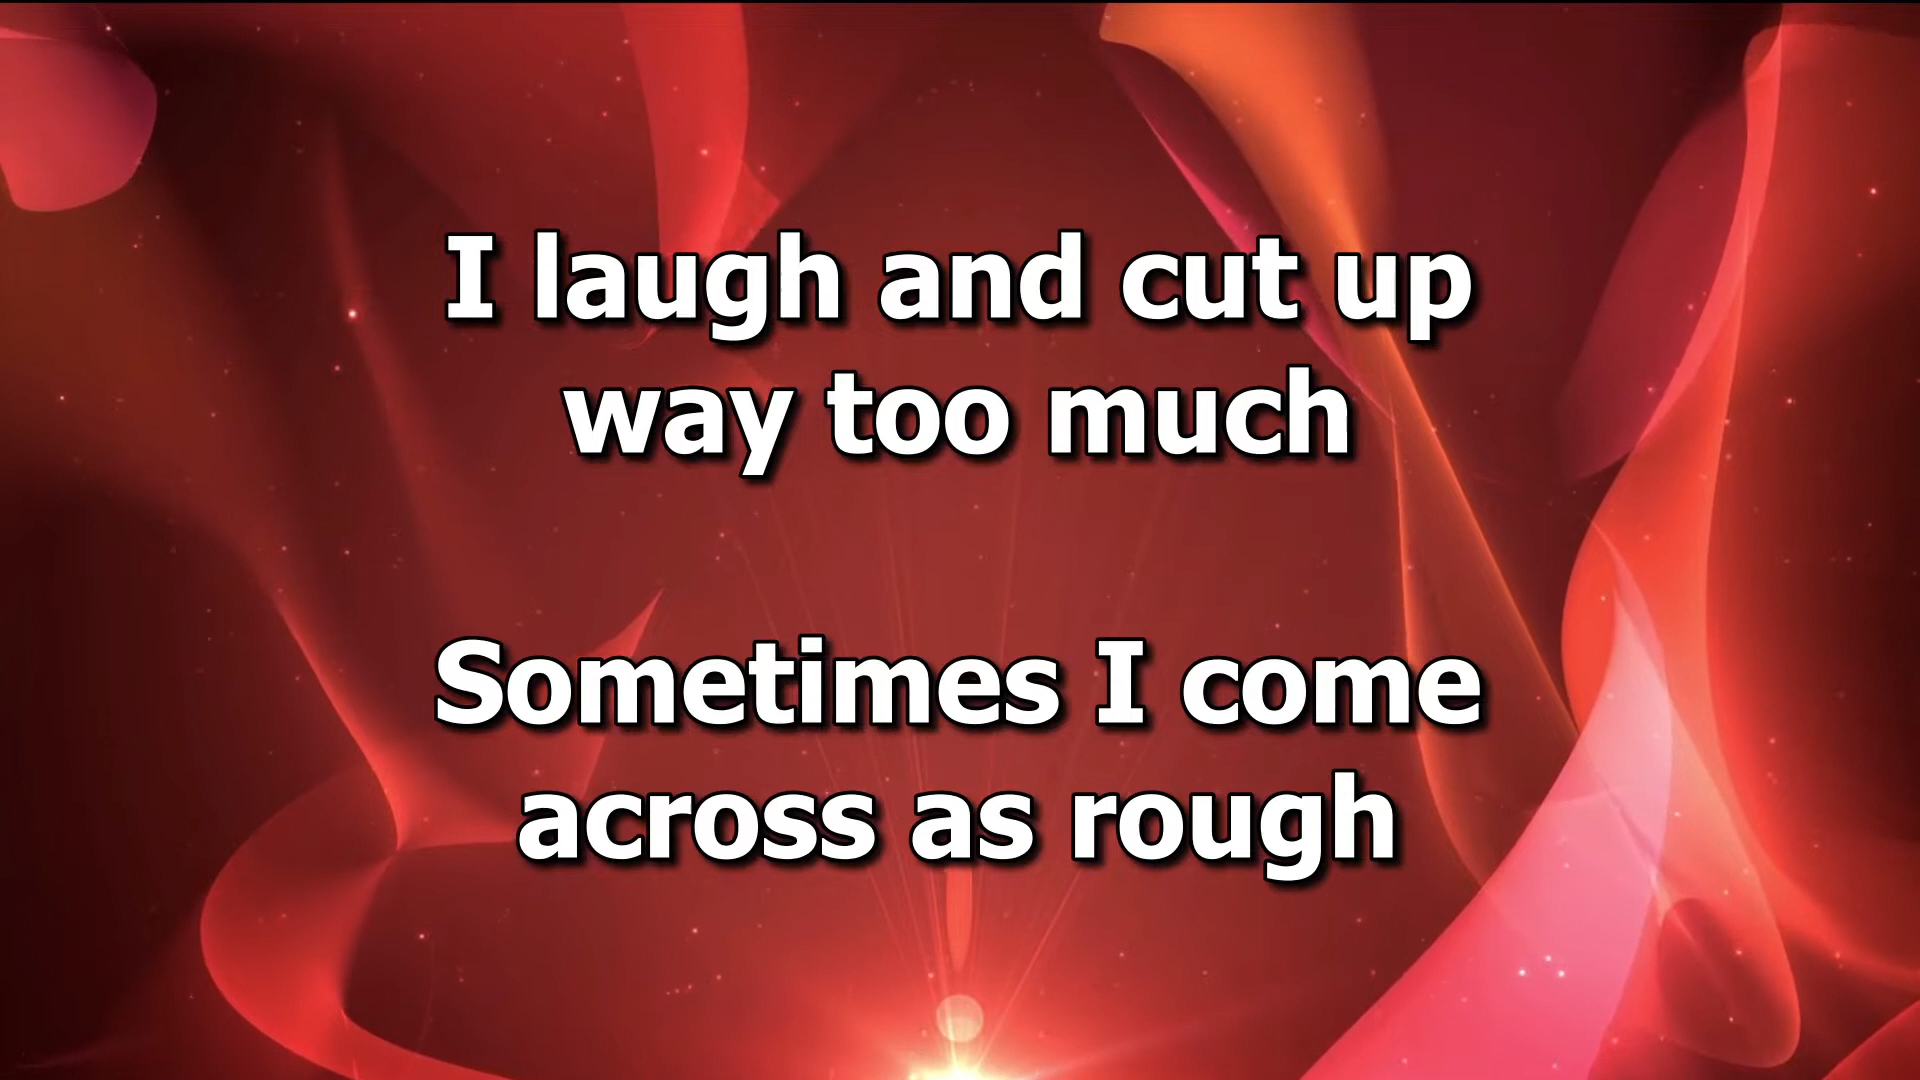 I laugh and cut up
way too much
Sometimes I come
across as rough